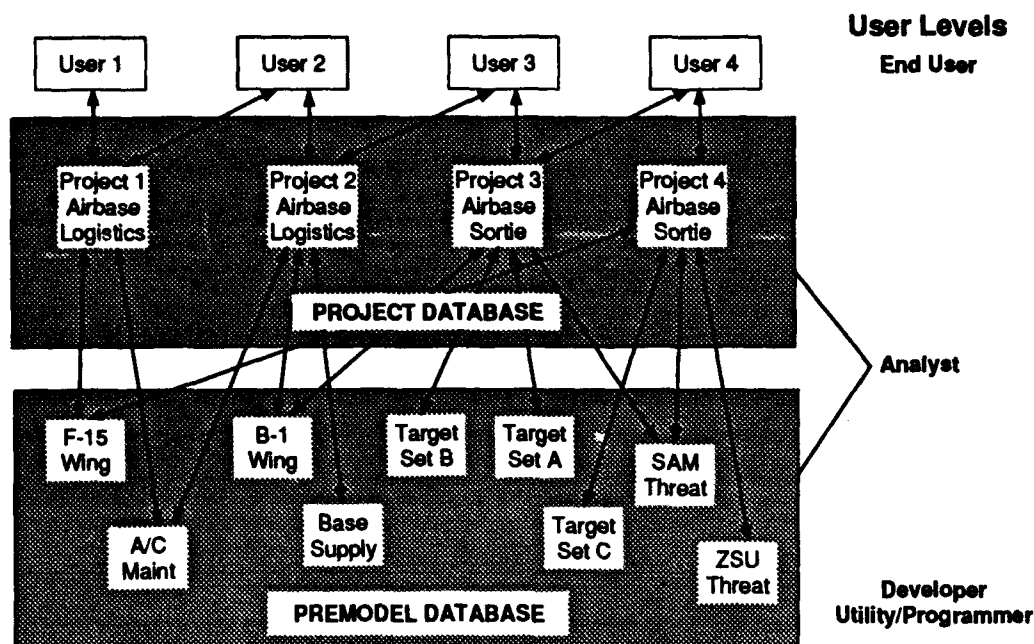 User Levels
User 1
User 2
User 3
User 4
End User
Project 1
Airbase
Logistics
Project 2
Airbase
Logistics
Project 3
Airbase
Sortie
Project 4
Airbase
Sortie
PROJECT DATABASE
Analyst
F-15
Wing
B-1
Wing
Target
Set B
Target
Set A
SAM
Threat
A/C
Maint
Base
Supply
Target
Set C
ZSU
Threat
PREMODEL DATABASE
Developer
Utility/Programmer